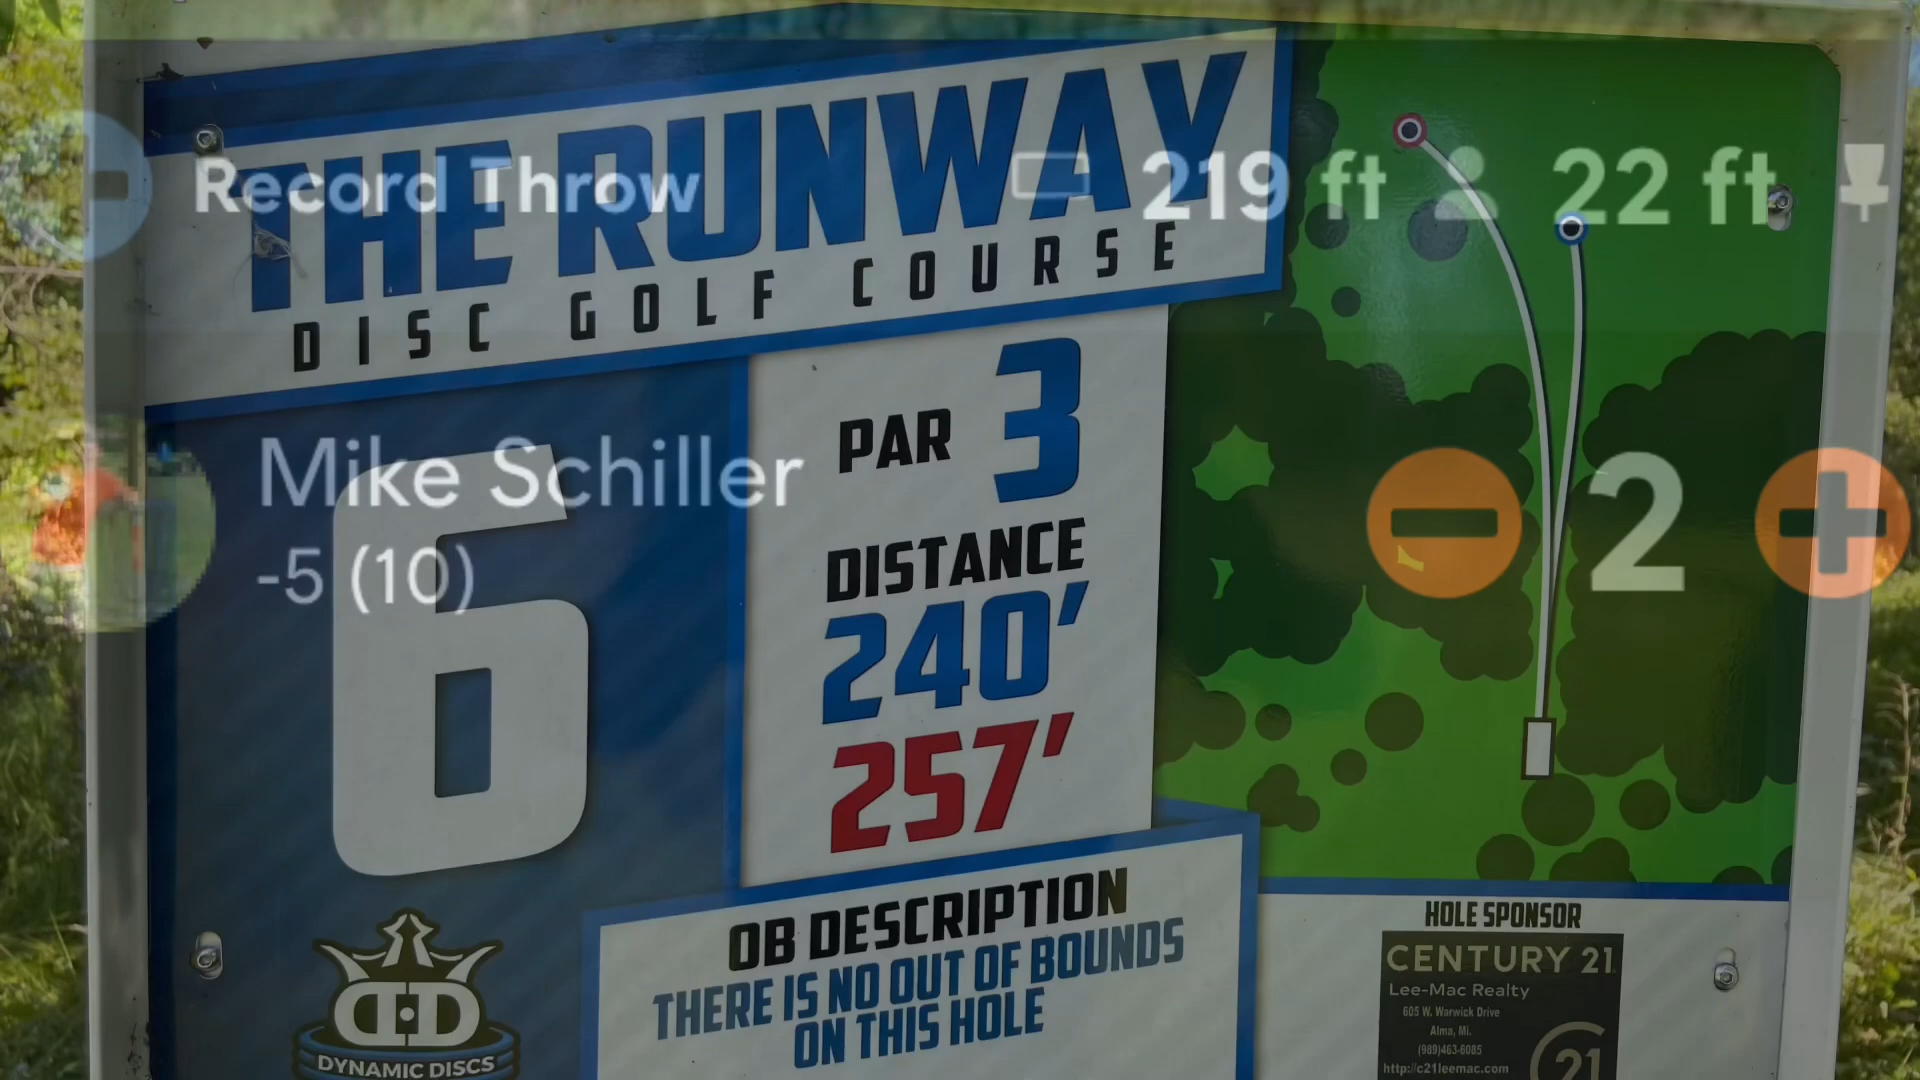 THE RUNWAY
DISC GOLF COURSE
Record Throw
219 ft
22 ft
PAR 3
Mike Schiller
-5 (10)
2
6
DISTANCE
240'
257'
OB DESCRIPTION
THERE IS NO OUT OF BOUNDS
ON THIS HOLE
DYNAMIC DISCS
HOLE SPONSOR
CENTURY 21
Lee-Mac Realty
605 W. Warwick Drive
Alma, Mi.
(989)463-6085
http://c21leemac.com
21